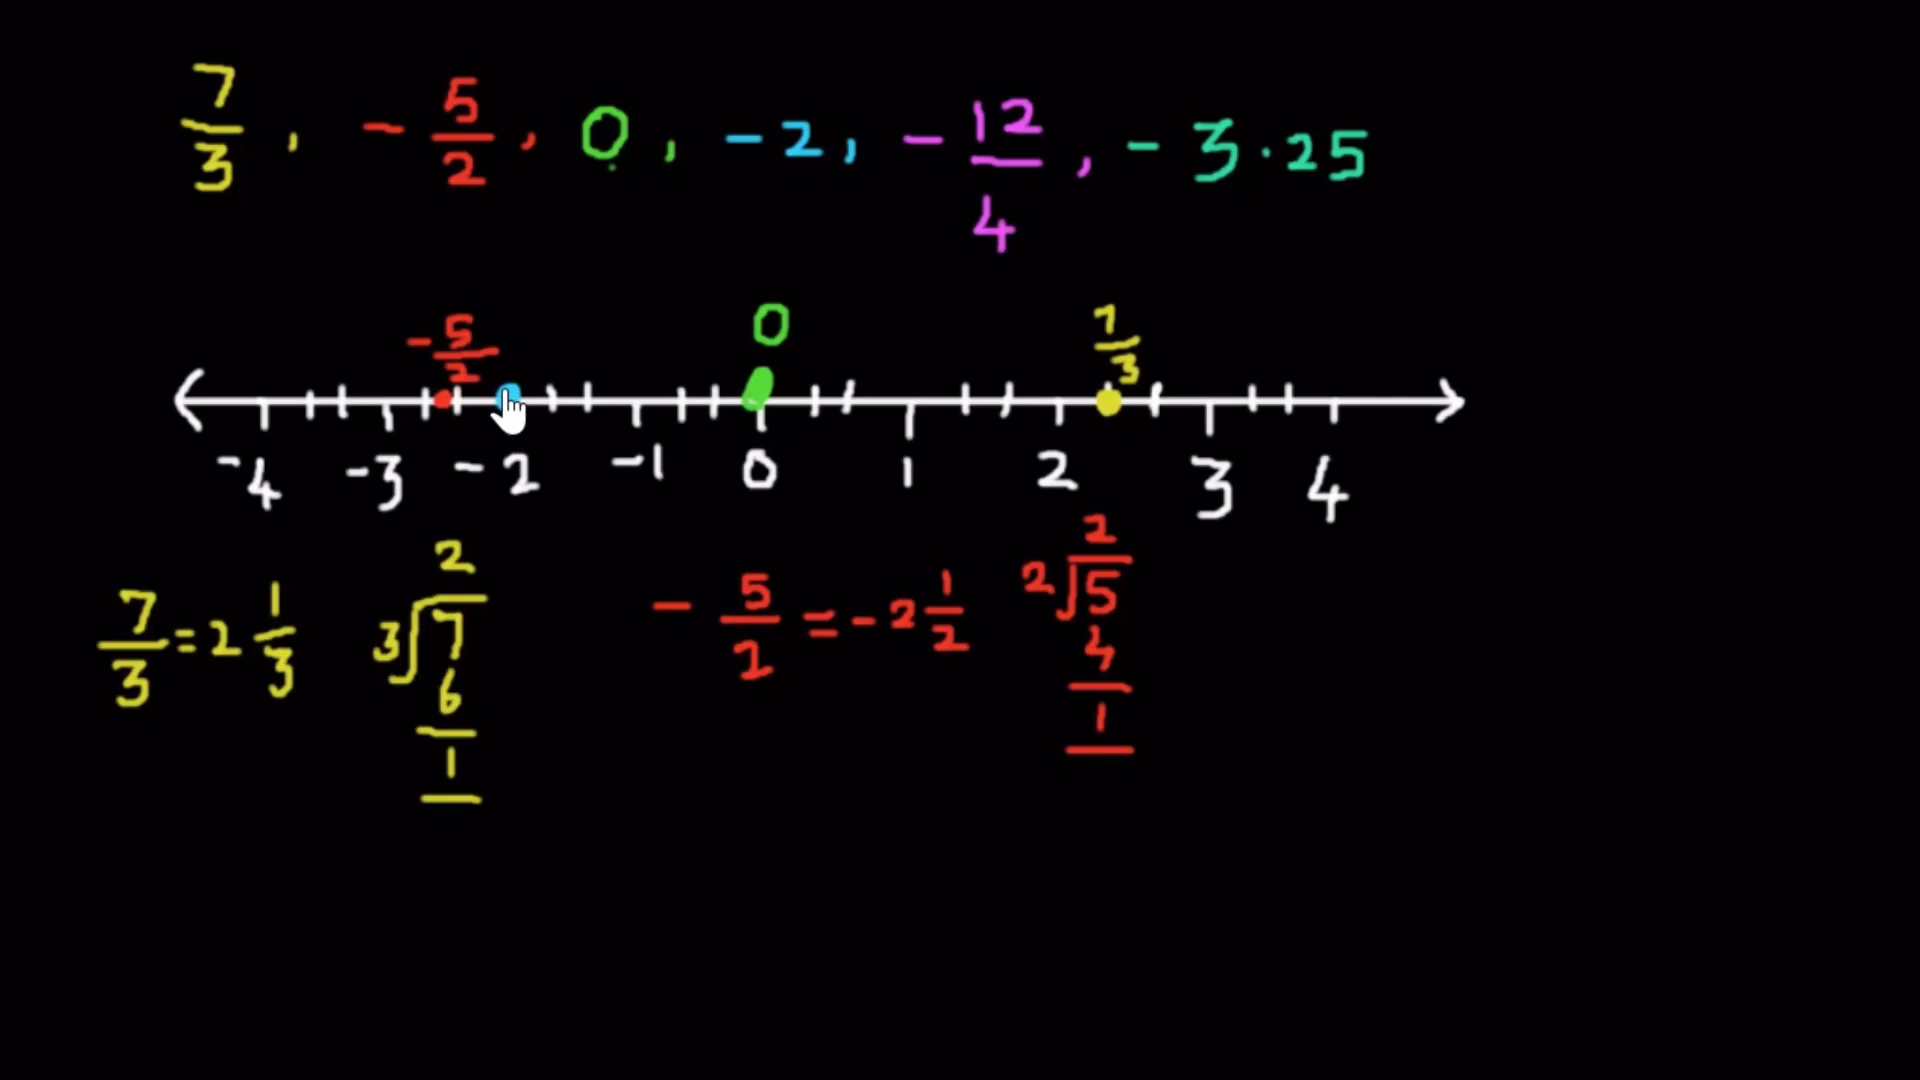 7/3, - 5/2, 0, -2, - 12/4, - 3.25
- 5/2 0 7/3
-4 -3 -2 -1 0 1 2 3 4
7/3 = 2 1/3
2
3√7
6
1
- 5/2 = - 2 1/2
2
2√5
4
1